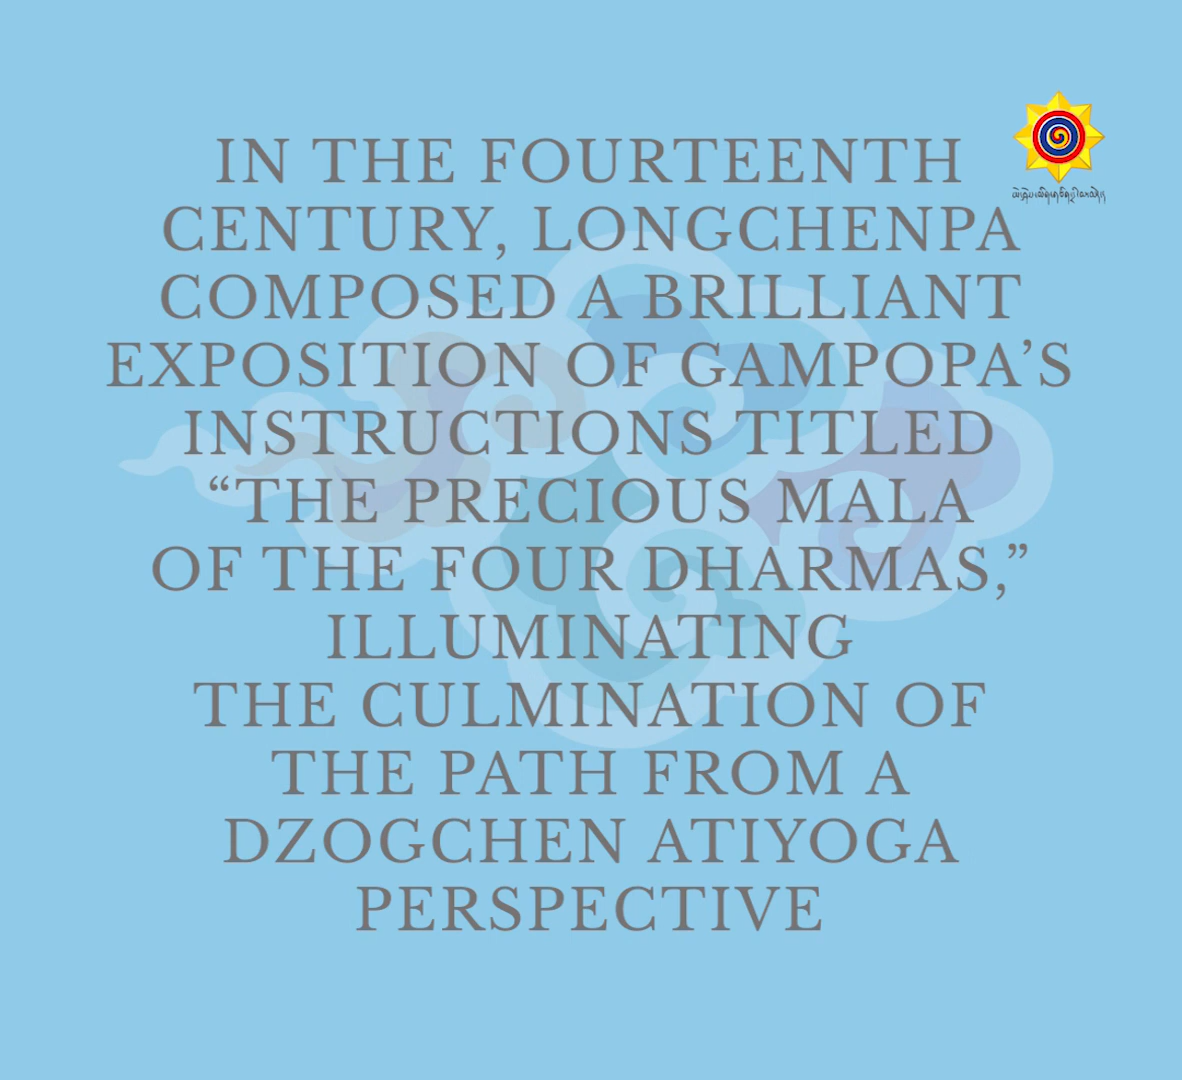 IN THE FOURTEENTH
CENTURY, LONGCHENPA
COMPOSED A BRILLIANT
EXPOSITION OF GAMPOPA’S
INSTRUCTIONS TITLED
“THE PRECIOUS MALA
OF THE FOUR DHARMAS,”
ILLUMINATING
THE CULMINATION OF
THE PATH FROM A
DZOGCHEN ATIYOGA
PERSPECTIVE